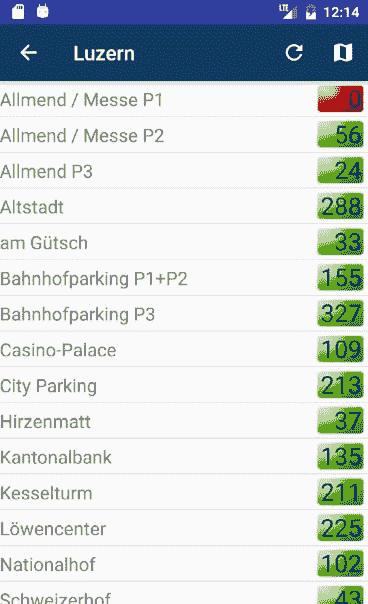 LTE 12:14
Luzern
Allmend / Messe P1 0
Allmend / Messe P2 56
Allmend P3 24
Altstadt 288
am Gütsch 33
Bahnhofparking P1+P2 155
Bahnhofparking P3 327
Casino-Palace 109
City Parking 213
Hirzenmatt 37
Kantonalbank 135
Kesselturm 211
Löwencenter 225
Nationalhof 102
Schweizerhof 43